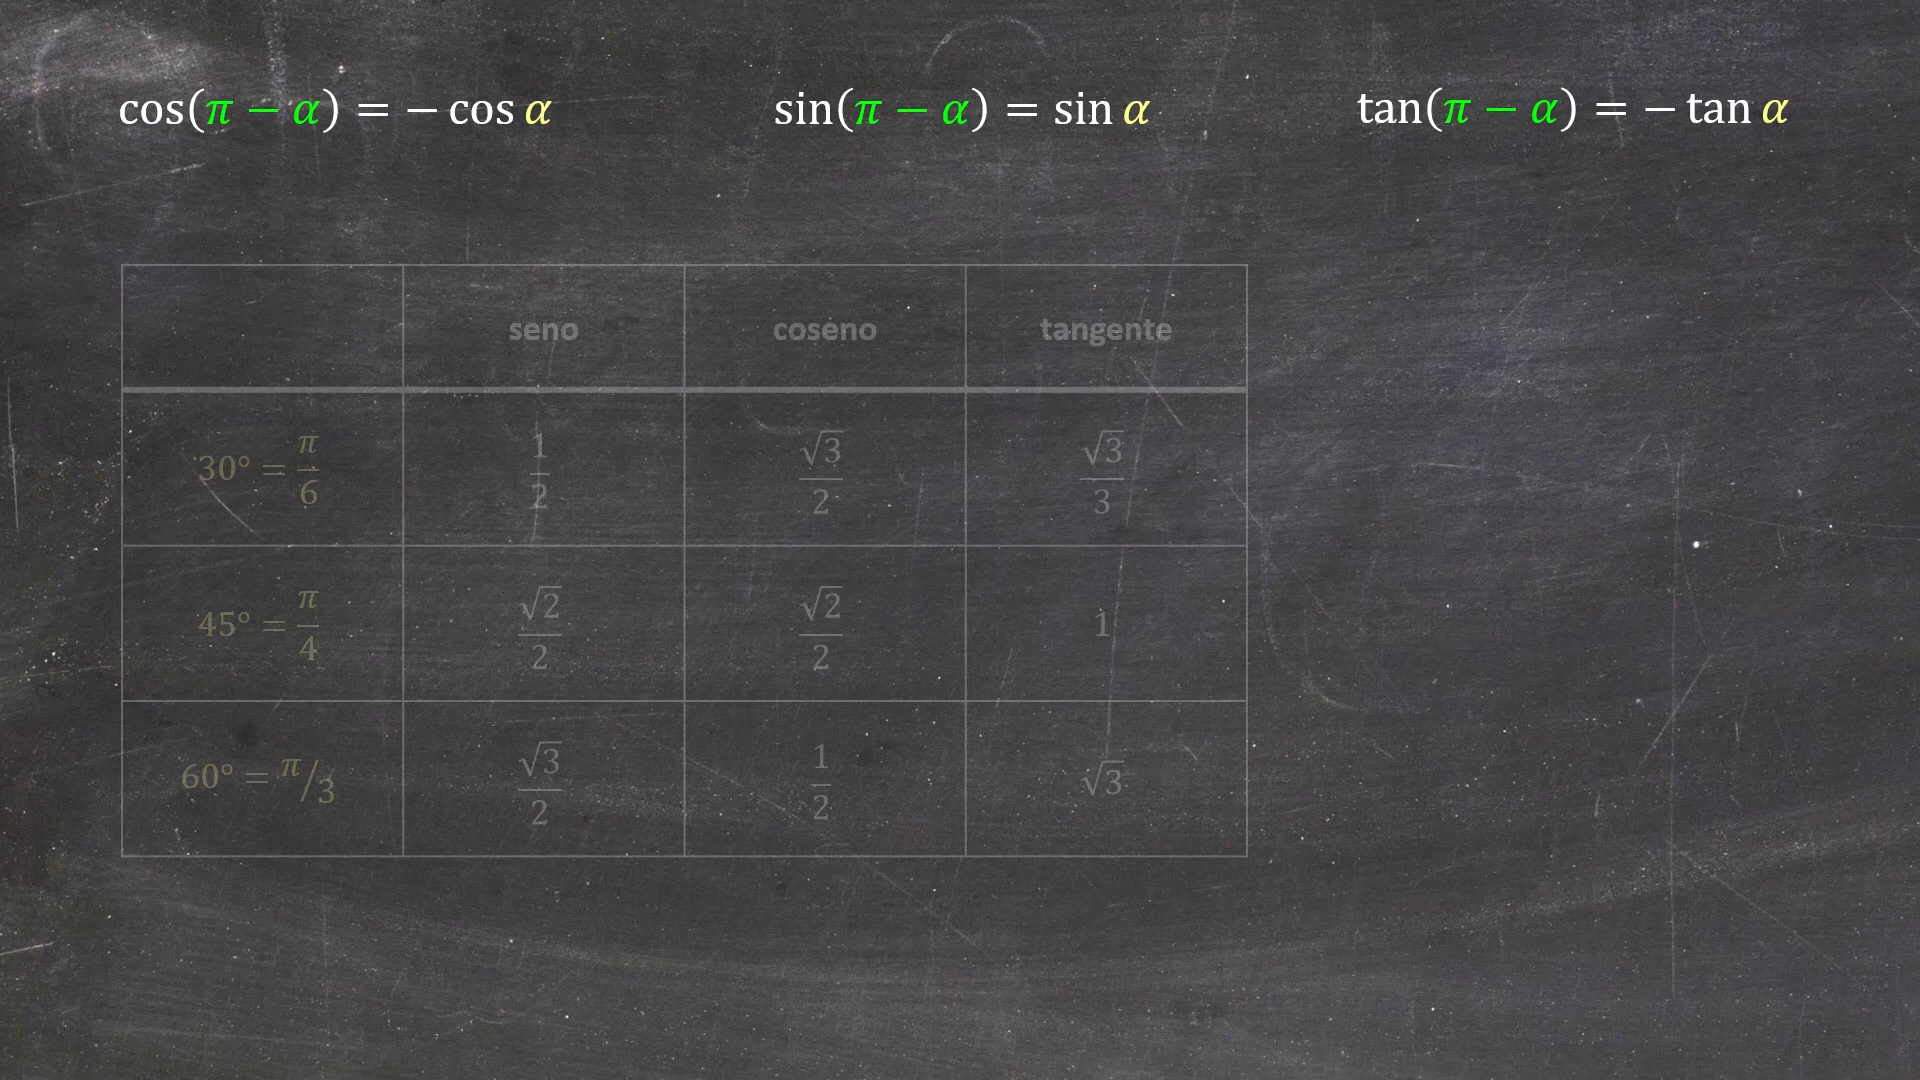 cos(π − α) = − cos α
sin(π − α) = sin α
tan(π − α) = − tan α
seno coseno tangente
30° = π/6 1/2 √3/2 √3/3
45° = π/4 √2/2 √2/2 1
60° = π/3 √3/2 1/2 √3